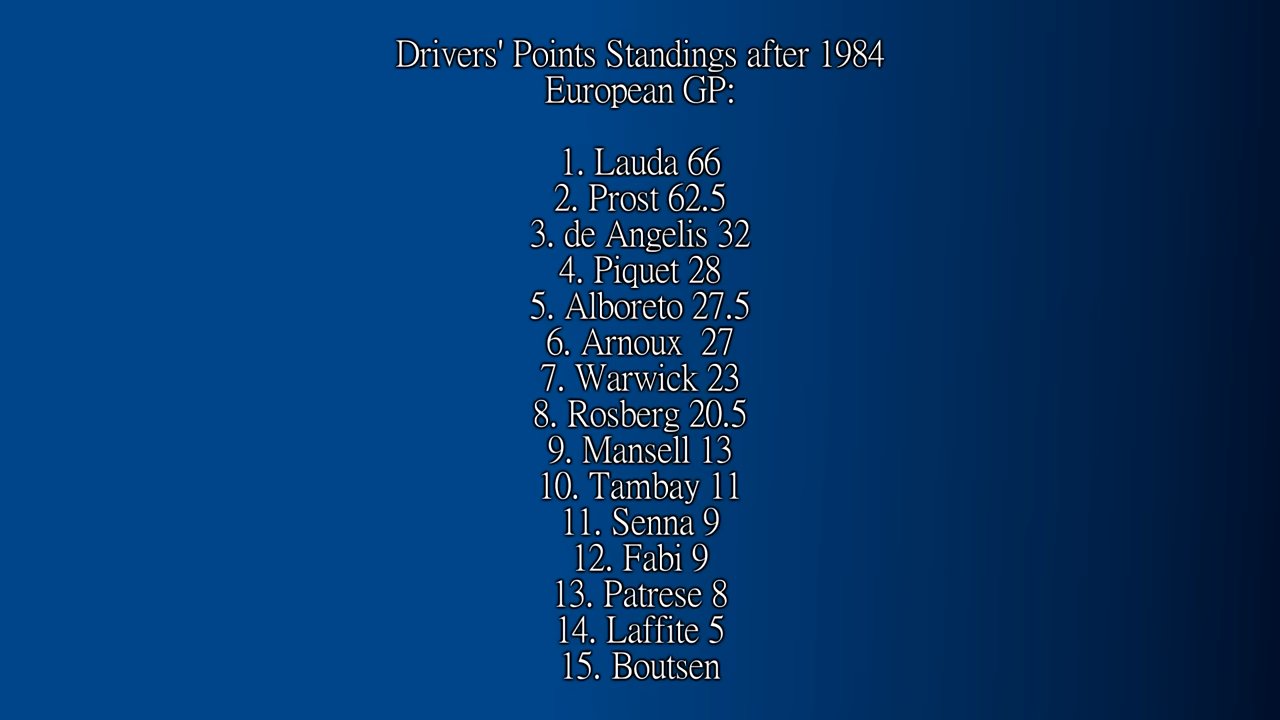 Drivers' Points Standings after 1984
European GP:
1. Lauda 66
2. Prost 62.5
3. de Angelis 32
4. Piquet 28
5. Alboreto 27.5
6. Arnoux  27
7. Warwick 23
8. Rosberg 20.5
9. Mansell 13
10. Tambay 11
11. Senna 9
12. Fabi 9
13. Patrese 8
14. Laffite 5
15. Boutsen